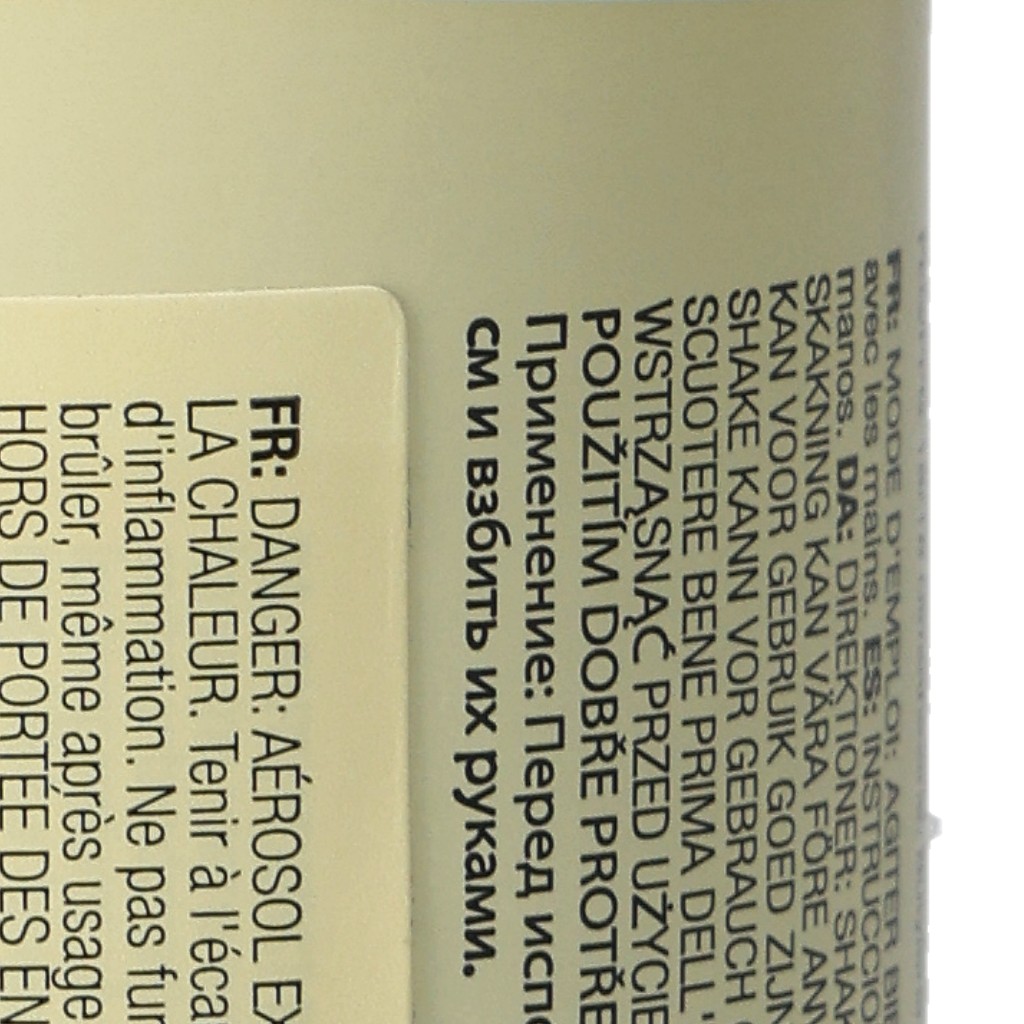 FR: MODE D'EMPLOI: AGITER
avec les mains. ES:
manos. DA: DIREKTIONER:
SKAKNING KAN VÄRA FÖRE
KAN VOOR GEBRUIK GOED ZIJN
SHAKE KANN VOR GEBRAUCH
SCUOTERE BENE PRIMA DELL'
WSTRZĄSNĄĆ PRZED UŻYCIE
POUŽITÍM DOBŘE PROTŘE
Применение: Перед испо
см и взбить их руками.
FR: DANGER: AÉROSOL EX
LA CHALEUR. Tenir à l'éca
d'inflammation. Ne pas fur
brûler, même après usage
HORS DE PORTÉE DES EN